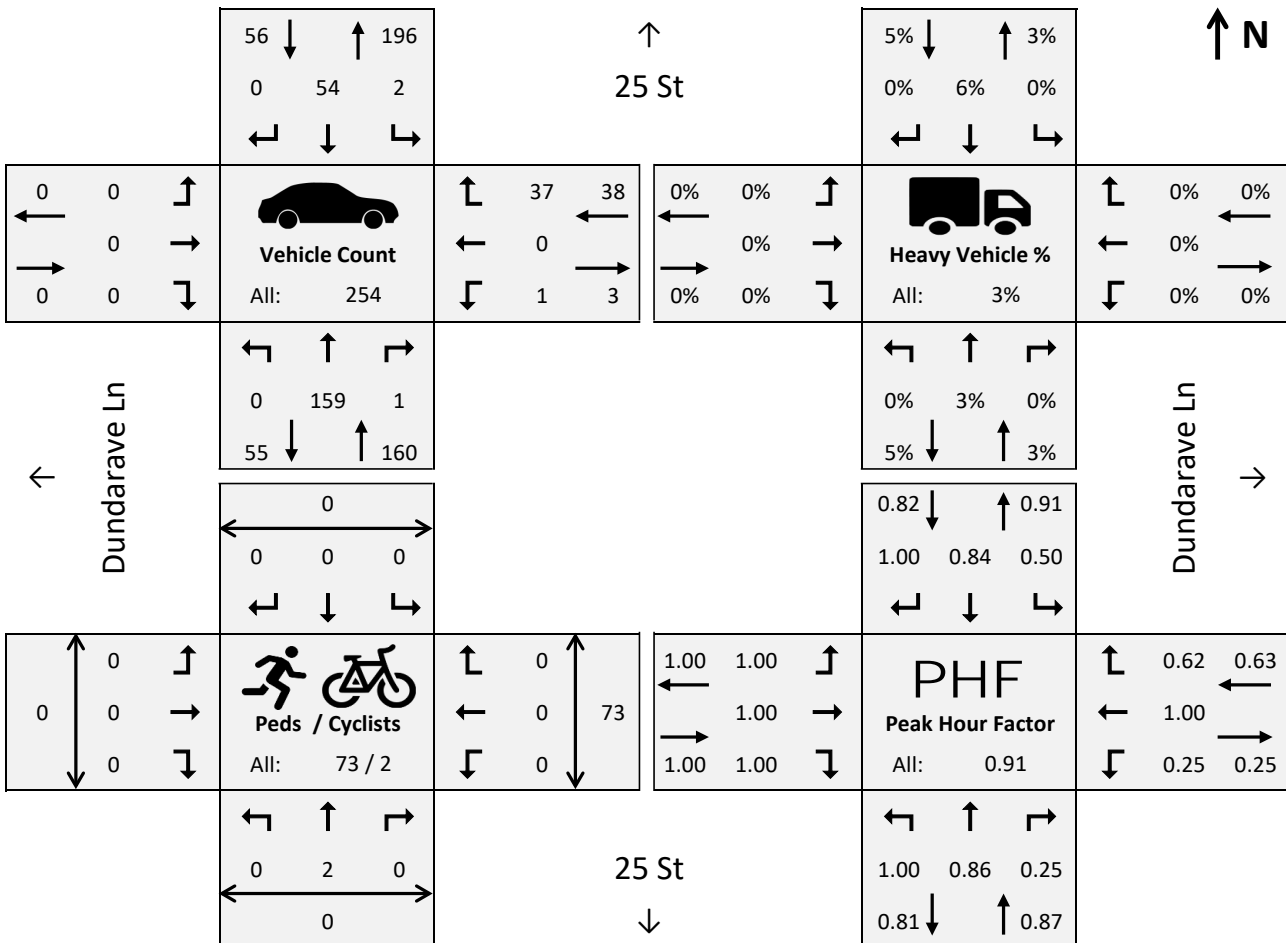 56 196 5% 3% N
25 St
0 54 2 0% 6% 0%
0 0 37 38 0% 0% 0% 0%
0 Vehicle Count 0 0% Heavy Vehicle % 0%
0 0 All: 254 1 3 0% 0% All: 3% 0% 0%
0 159 1 0% 3% 0%
55 160 5% 3%
Dundarave Ln Dundarave Ln
0 0.82 0.91
0 0 0 1.00 0.84 0.50
0 0 1.00 1.00 PHF 0.62 0.63
0 0 Peds / Cyclists 0 73 1.00 Peak Hour Factor 1.00
0 All: 73 / 2 0 1.00 1.00 All: 0.91 0.25 0.25
0 2 0 25 St 1.00 0.86 0.25
0 0.81 0.87